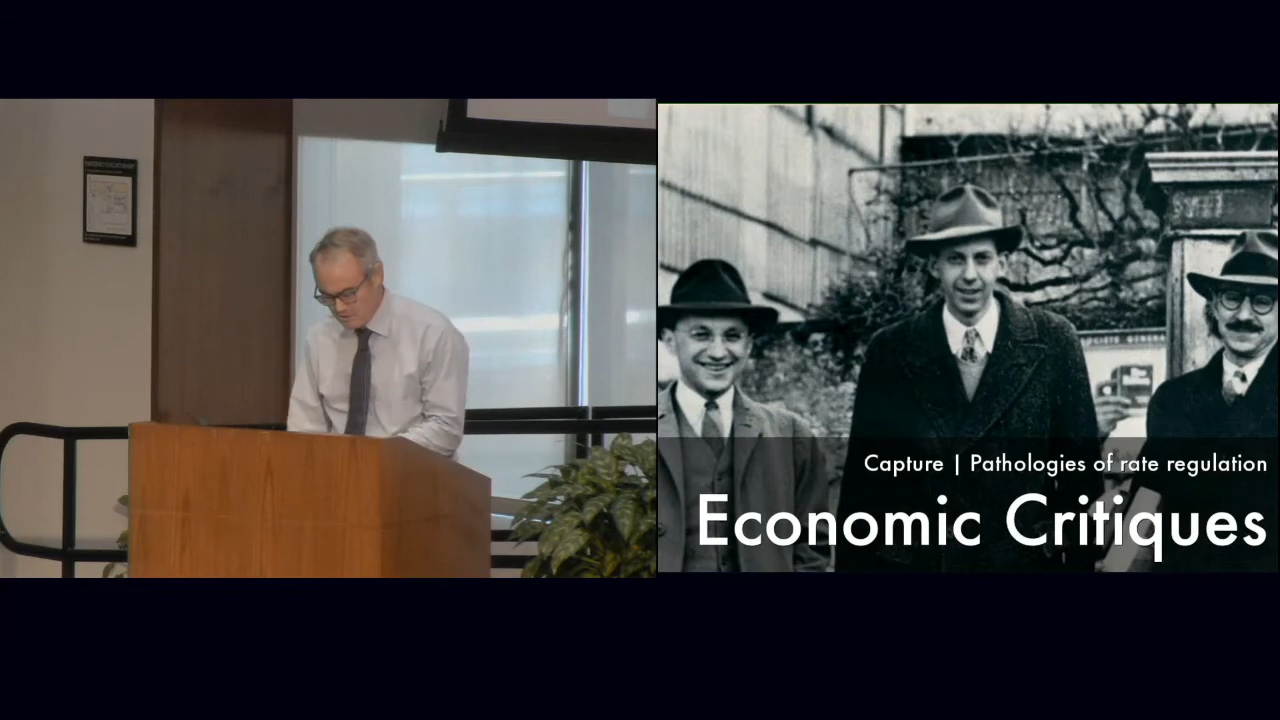 Capture | Pathologies of rate regulation
Economic Critiques